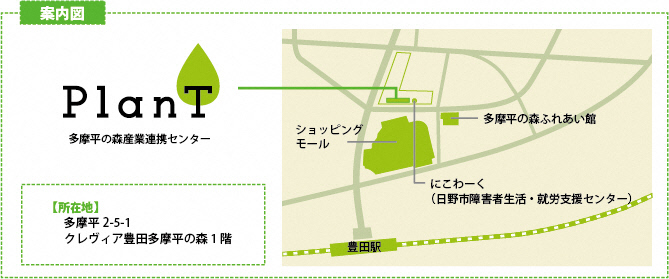 案内図
PlanT
多摩平の森産業連携センター
【所在地】
多摩平 2-5-1
クレヴィア豊田多摩平の森 1 階
ショッピング
モール
多摩平の森ふれあい館
にこわーく
(日野市障害者生活・就労支援センター)
豊田駅